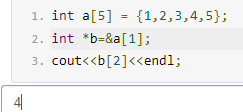 1. int a[5] = {1,2,3,4,5};
2. int *b=&a[1];
3. cout<<b[2]<<endl;
4